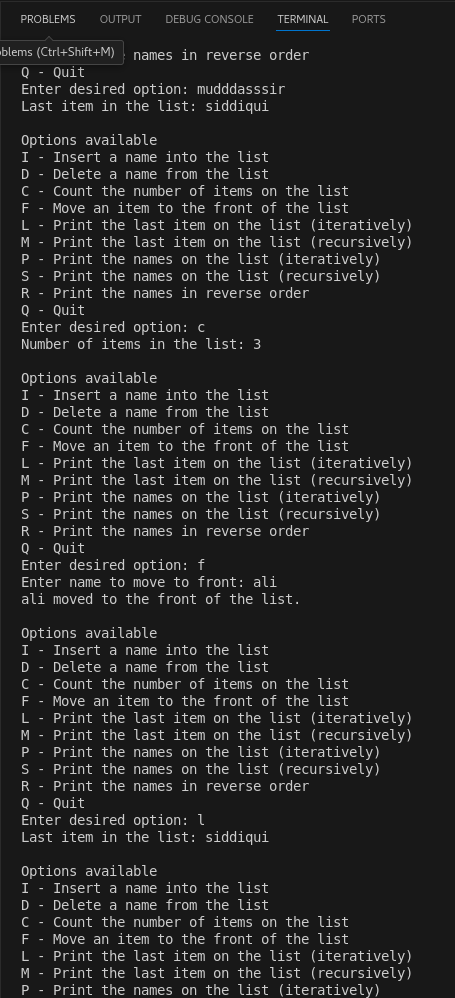 PROBLEMS OUTPUT DEBUG CONSOLE TERMINAL PORTS
oblems (Ctrl+Shift+M)
names in reverse order
Q - Quit
Enter desired option: mudddasssir
Last item in the list: siddiqui
Options available
I - Insert a name into the list
D - Delete a name from the list
C - Count the number of items on the list
F - Move an item to the front of the list
L - Print the last item on the list (iteratively)
M - Print the last item on the list (recursively)
P - Print the names on the list (iteratively)
S - Print the names on the list (recursively)
R - Print the names in reverse order
Q - Quit
Enter desired option: c
Number of items in the list: 3
Options available
I - Insert a name into the list
D - Delete a name from the list
C - Count the number of items on the list
F - Move an item to the front of the list
L - Print the last item on the list (iteratively)
M - Print the last item on the list (recursively)
P - Print the names on the list (iteratively)
S - Print the names on the list (recursively)
R - Print the names in reverse order
Q - Quit
Enter desired option: f
Enter name to move to front: ali
ali moved to the front of the list.
Options available
I - Insert a name into the list
D - Delete a name from the list
C - Count the number of items on the list
F - Move an item to the front of the list
L - Print the last item on the list (iteratively)
M - Print the last item on the list (recursively)
P - Print the names on the list (iteratively)
S - Print the names on the list (recursively)
R - Print the names in reverse order
Q - Quit
Enter desired option: l
Last item in the list: siddiqui
Options available
I - Insert a name into the list
D - Delete a name from the list
C - Count the number of items on the list
F - Move an item to the front of the list
L - Print the last item on the list (iteratively)
M - Print the last item on the list (recursively)
P - Print the names on the list (iteratively)